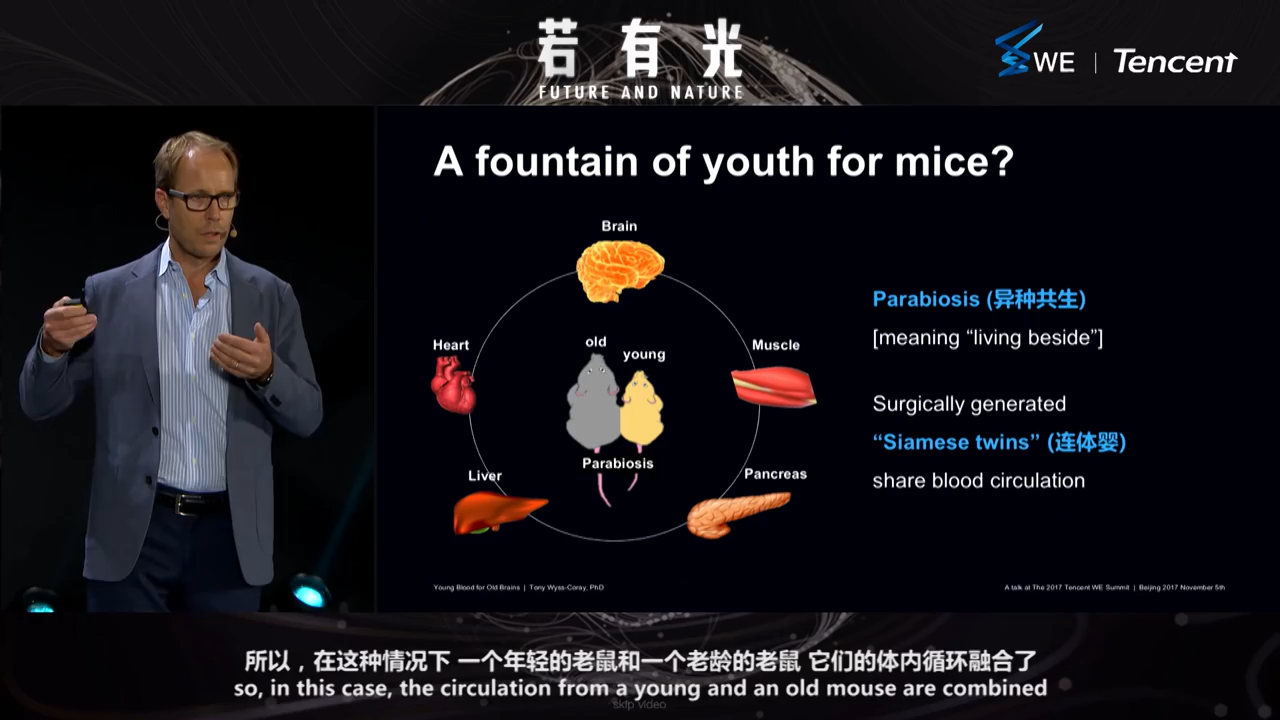 若有光
FUTURE AND NATURE
WE | Tencent
A fountain of youth for mice?
Brain
Heart
old
young
Muscle
Parabiosis
Liver
Pancreas
Parabiosis (异种共生)
[meaning “living beside”]
Surgically generated
“Siamese twins” (连体婴)
share blood circulation
Young Blood for Old Brains | Tony Wyss-Coray, PhD
A talk at The 2017 Tencent WE Summit | Beijing 2017 November 5th
所以，在这种情况下 一个年轻的老鼠和一个老龄的老鼠 它们的体内循环融合了
so, in this case, the circulation from a young and an old mouse are combined
skip video